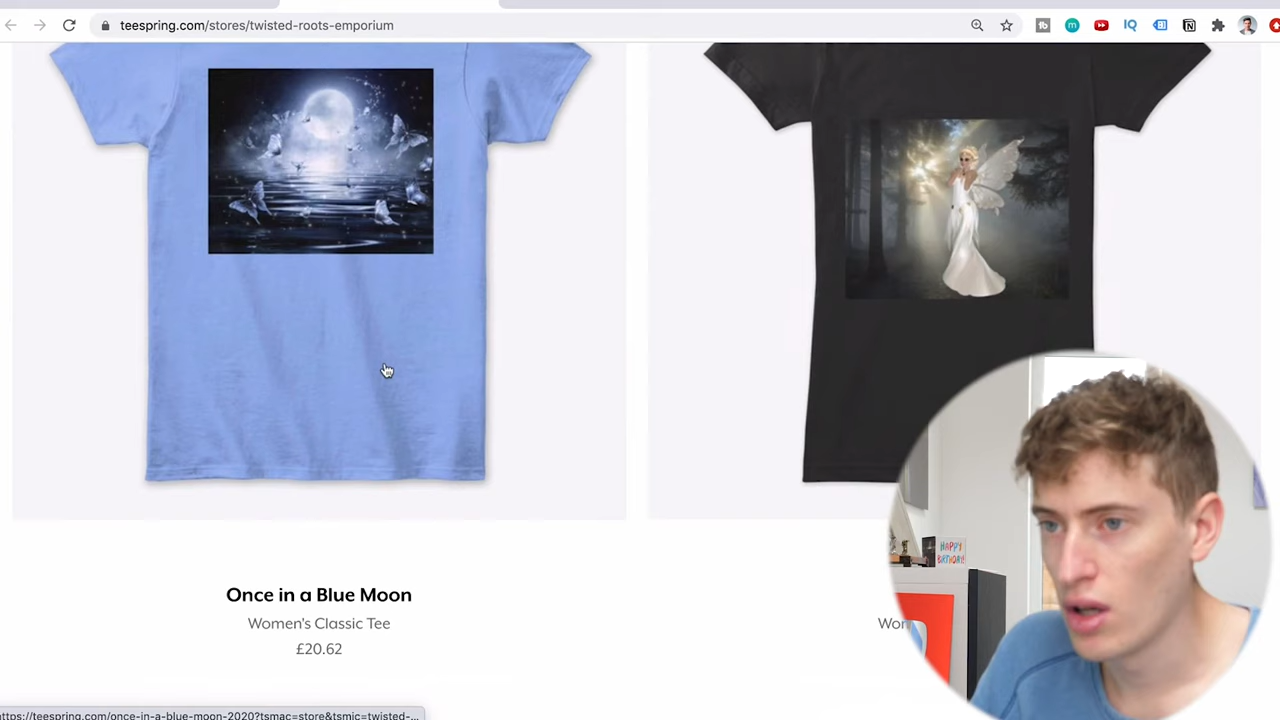 teespring.com/stores/twisted-roots-emporium
Once in a Blue Moon
Women's Classic Tee
£20.62
HAPPY
BIRTHDAY!
https://teespring.com/once-in-a-blue-moon-2020?tsmac=store&tsmic=twisted-...